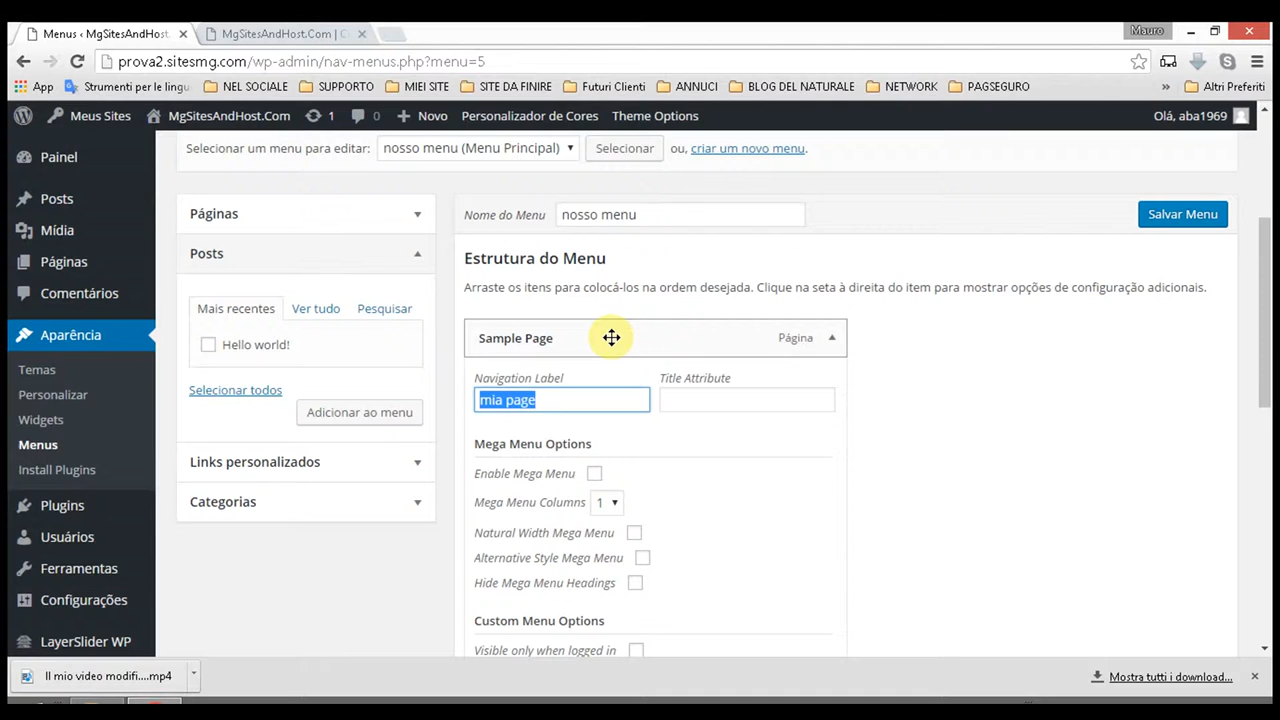 Menus < MgSitesAndHost.
MgSitesAndHost.Com |
Mauro
prova2.sitesmg.com/wp-admin/nav-menus.php?menu=5
App
Strumenti per le lingu
NEL SOCIALE
SUPPORTO
MIEI SITE
SITE DA FINIRE
Futuri Clienti
ANNUCI
BLOG DEL NATURALE
NETWORK
PAGSEGURO
»
Altri Preferiti
Meus Sites
MgSitesAndHost.Com
1
0
Novo
Personalizador de Cores
Theme Options
Olá, aba1969
Painel
Posts
Mídia
Páginas
Comentários
Aparência
Temas
Personalizar
Widgets
Menus
Install Plugins
Plugins
Usuários
Ferramentas
Configurações
LayerSlider WP
Selecionar um menu para editar:
nosso menu (Menu Principal)
Selecionar
ou, criar um novo menu.
Páginas
Posts
Mais recentes
Ver tudo
Pesquisar
Hello world!
Selecionar todos
Adicionar ao menu
Links personalizados
Categorias
Nome do Menu
nosso menu
Salvar Menu
Estrutura do Menu
Arraste os itens para colocá-los na ordem desejada. Clique na seta à direita do item para mostrar opções de configuração adicionais.
Sample Page
Página
Navigation Label
Title Attribute
mia page
Mega Menu Options
Enable Mega Menu
Mega Menu Columns
1
Natural Width Mega Menu
Alternative Style Mega Menu
Hide Mega Menu Headings
Custom Menu Options
Visible only when logged in
Il mio video modifi....mp4
Mostra tutti i download...